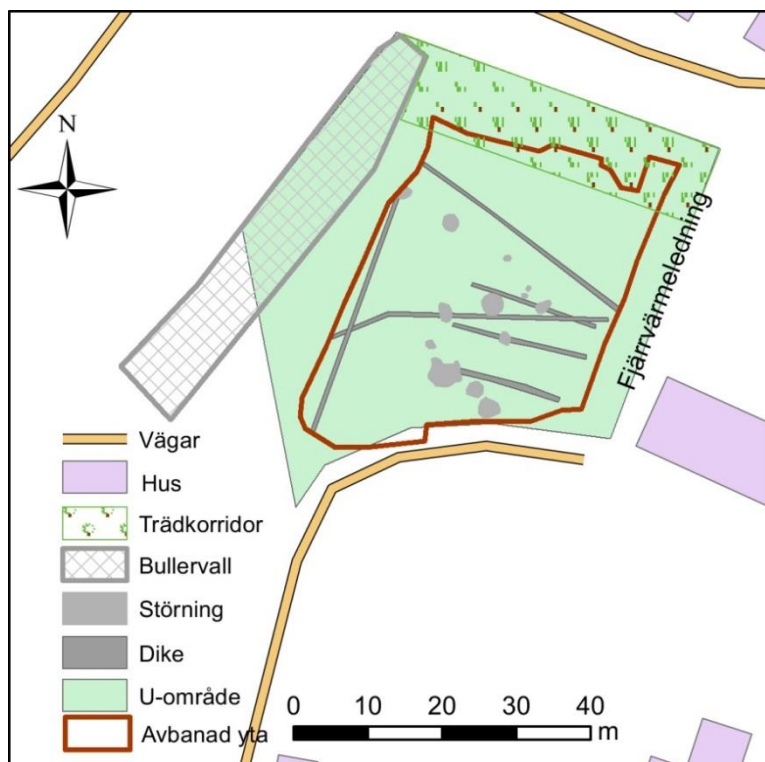 N
Fjärrvärmeledning
Vägar
Hus
Trädkorridor
Bullervall
Störning
Dike
U-område
Avbanad yta
0 10 20 30 40
m